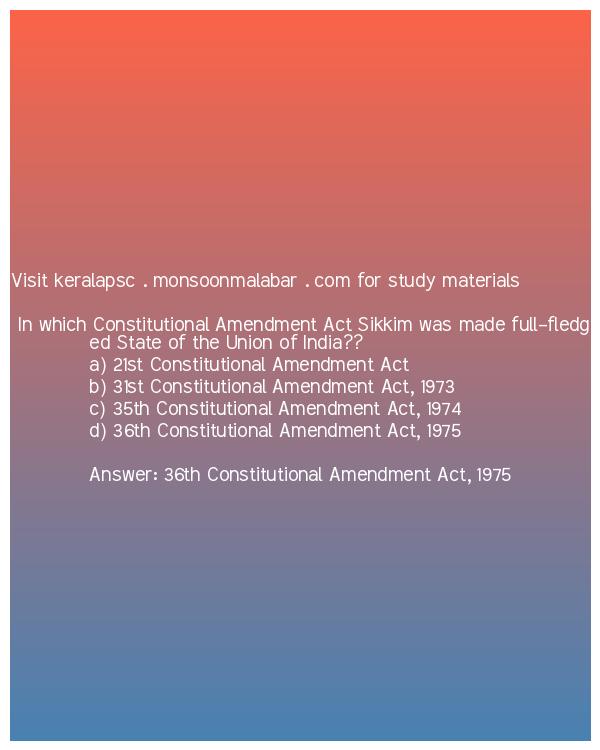 Visit keralapsc . monsoonmalabar . com for study materials
In which Constitutional Amendment Act Sikkim was made full-fledg
ed State of the Union of India??
a) 21st Constitutional Amendment Act
b) 31st Constitutional Amendment Act, 1973
c) 35th Constitutional Amendment Act, 1974
d) 36th Constitutional Amendment Act, 1975
Answer: 36th Constitutional Amendment Act, 1975